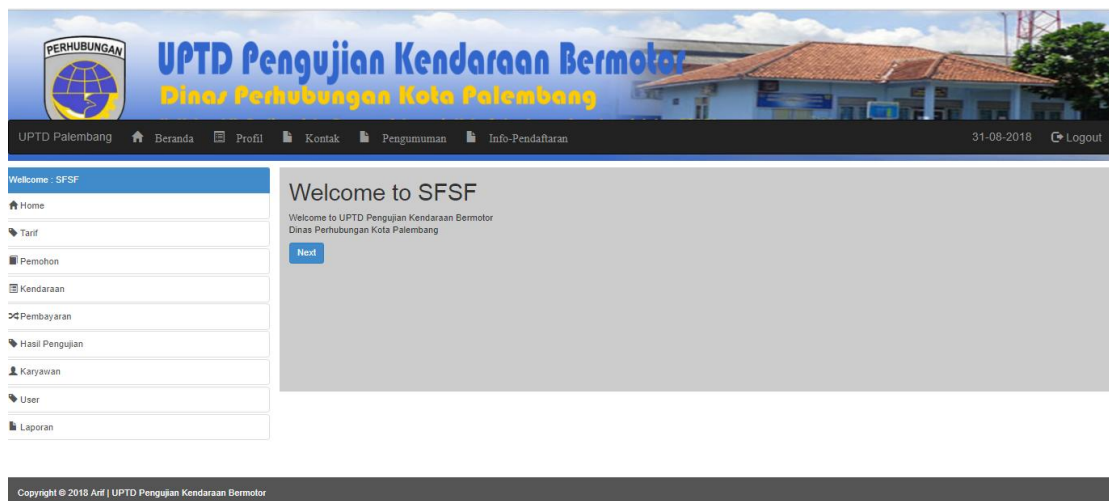 PERHUBUNGAN
UPTD Pengujian Kendaraan Bermotor
Dinas Perhubungan Kota Palembang
UPTD Palembang Beranda Profil Kontak Pengumuman Info-Pendaftaran 31-08-2018 Logout
Wellcome : SFSF
Home
Tarif
Pemohon
Kendaraan
Pembayaran
Hasil Pengujian
Karyawan
User
Laporan
Welcome to SFSF
Welcome to UPTD Pengujian Kendaraan Bermotor
Dinas Perhubungan Kota Palembang
Next
Copyright © 2018 Arif | UPTD Pengujian Kendaraan Bermotor